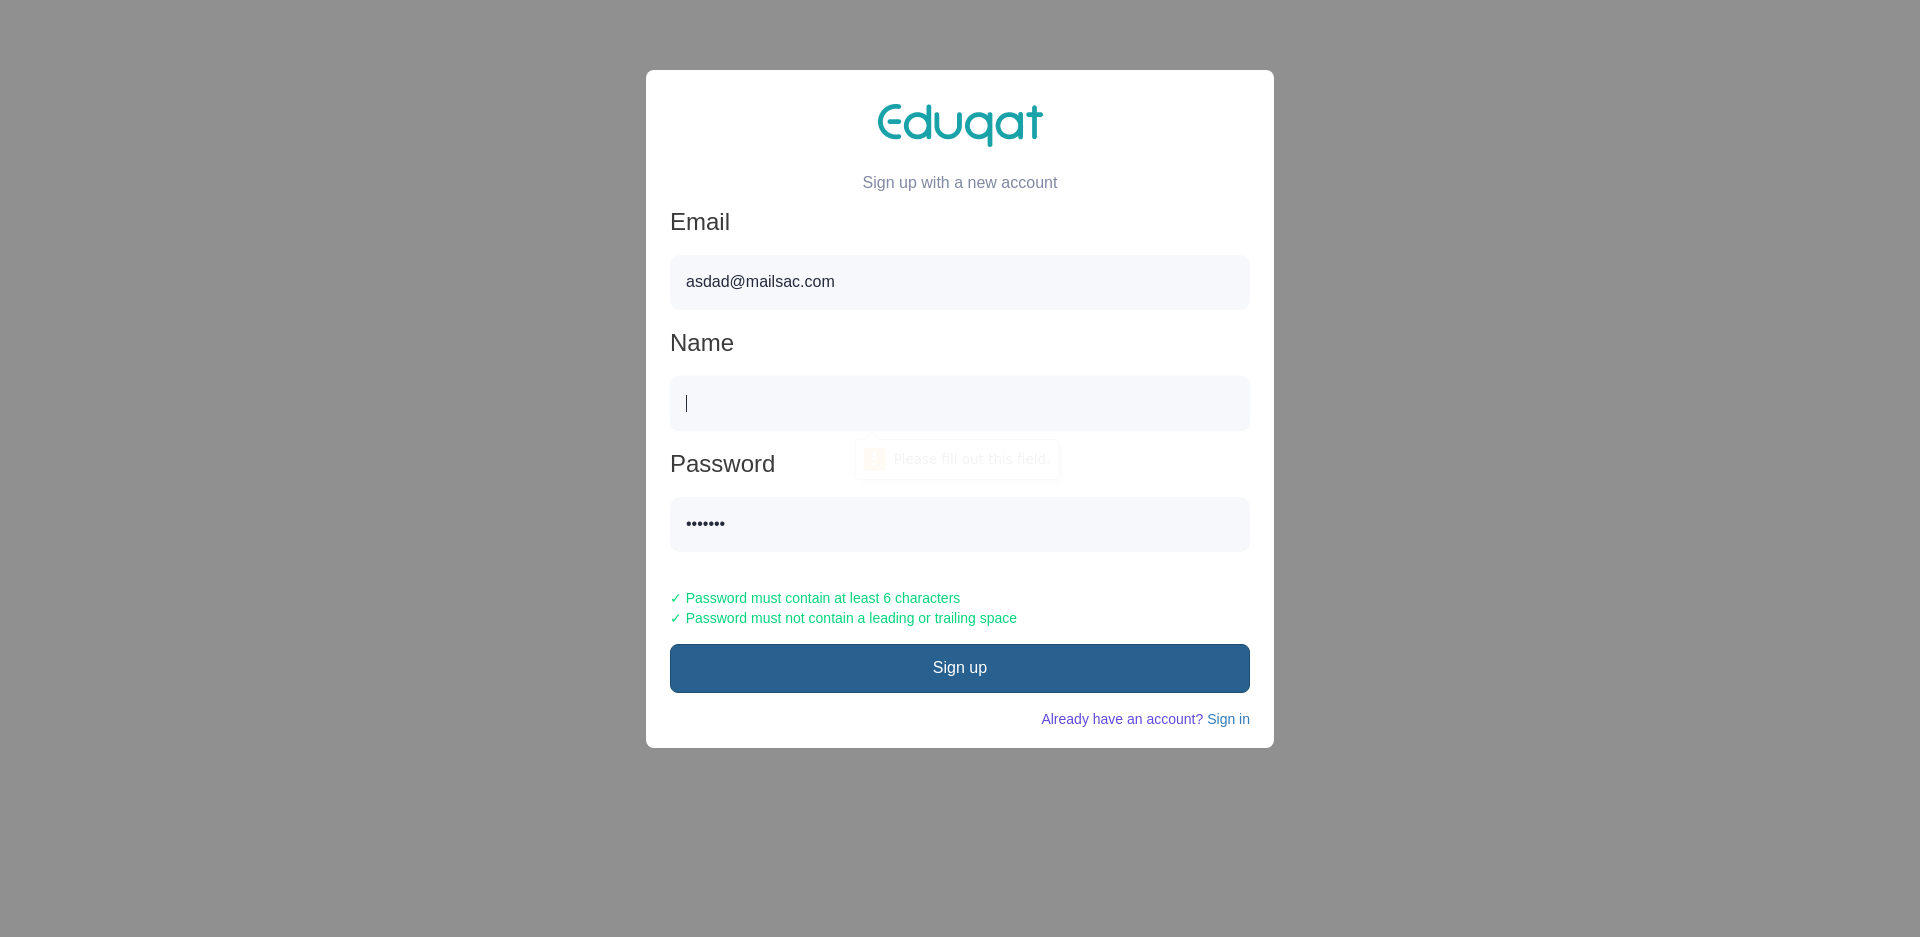 Eduqat
Sign up with a new account
Email
asdad@mailsac.com
Name
Please fill out this field.
Password
•••••••
✓ Password must contain at least 6 characters
✓ Password must not contain a leading or trailing space
Sign up
Already have an account? Sign in